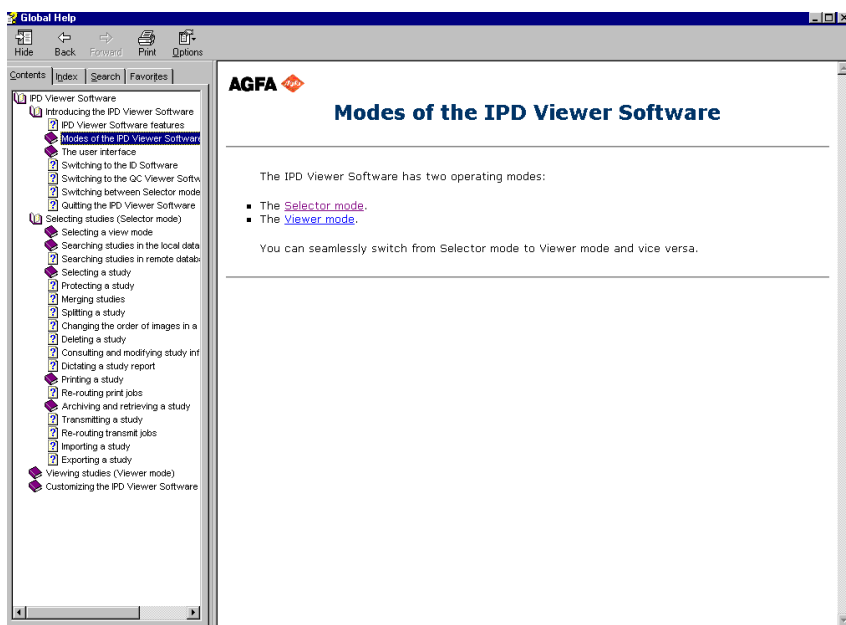 Global Help
Hide Back Forward Print Options
Contents Index Search Favorites
IPD Viewer Software
Introducing the IPD Viewer Software
IPD Viewer Software features
Modes of the IPD Viewer Software
The user interface
Switching to the ID Software
Switching to the QC Viewer Softw
Switching between Selector mode
Quitting the IPD Viewer Software
Selecting studies (Selector mode)
Selecting a view mode
Searching studies in the local data
Searching studies in remote datab
Selecting a study
Protecting a study
Merging studies
Splitting a study
Changing the order of images in a
Deleting a study
Consulting and modifying study inf
Dictating a study report
Printing a study
Re-routing print jobs
Archiving and retrieving a study
Transmitting a study
Re-routing transmit jobs
Importing a study
Exporting a study
Viewing studies (Viewer mode)
Customizing the IPD Viewer Software
AGFA
Modes of the IPD Viewer Software
The IPD Viewer Software has two operating modes:
The Selector mode.
The Viewer mode.
You can seamlessly switch from Selector mode to Viewer mode and vice versa.